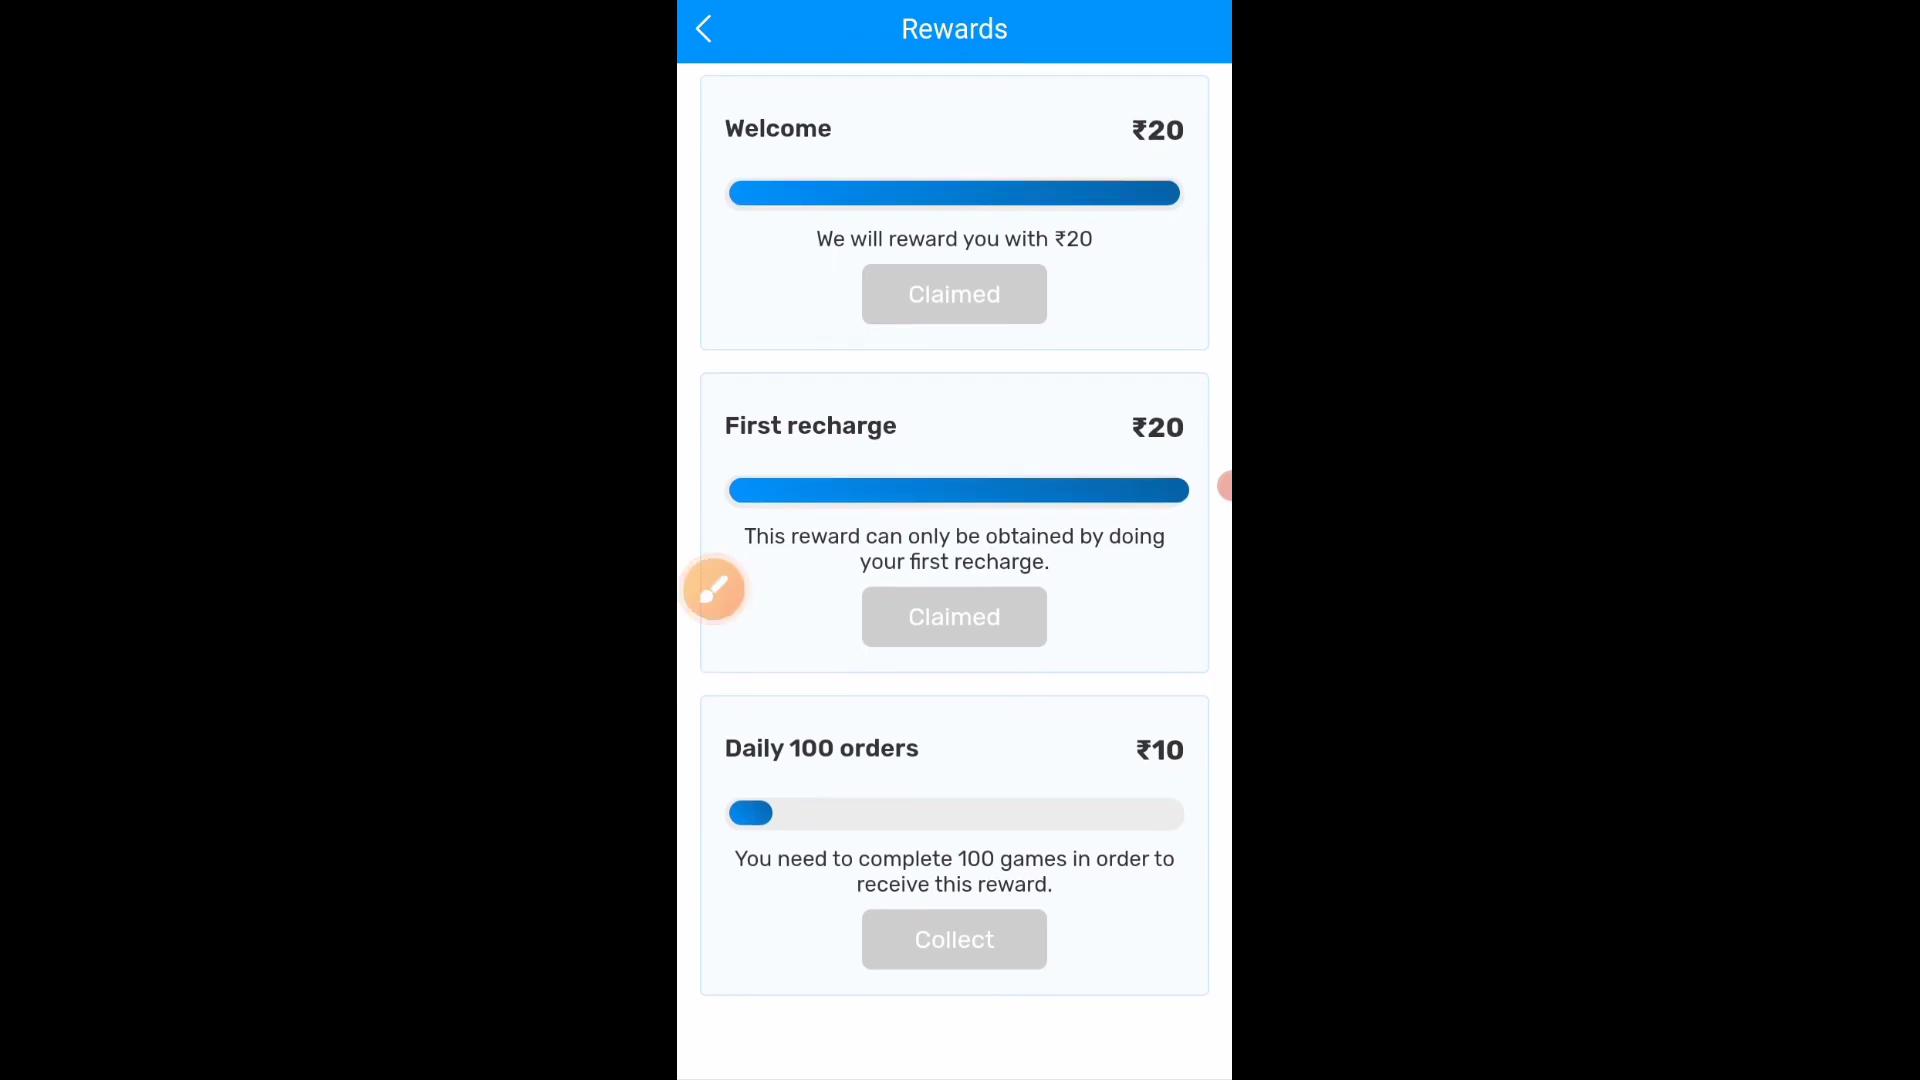 Rewards
Welcome
₹20
We will reward you with ₹20
Claimed
First recharge
₹20
This reward can only be obtained by doing
your first recharge.
Claimed
Daily 100 orders
₹10
You need to complete 100 games in order to
receive this reward.
Collect